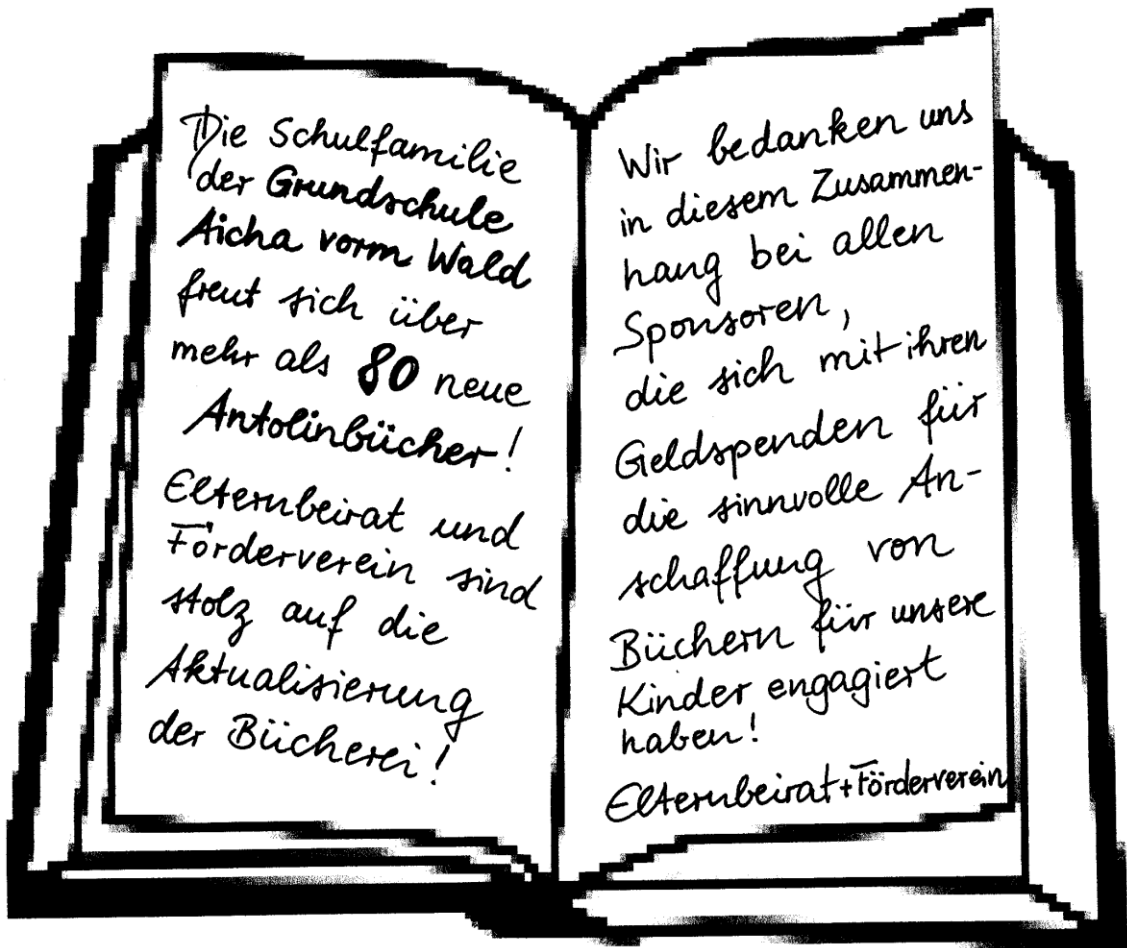 Die Schulfamilie
der Grundschule
Aicha vorm Wald
freut sich über
mehr als 80 neue
Antolinbücher!
Elternbeirat und
Förderverein sind
stolz auf die
Aktualisierung
der Bücherei!
Wir bedanken uns
in diesem Zusammen-
hang bei allen
Sponsoren,
die sich mit ihren
Geldspenden für
die sinnvolle An-
schaffung von
Büchern für unsere
Kinder engagiert
haben!
Elternbeirat+Förderverein